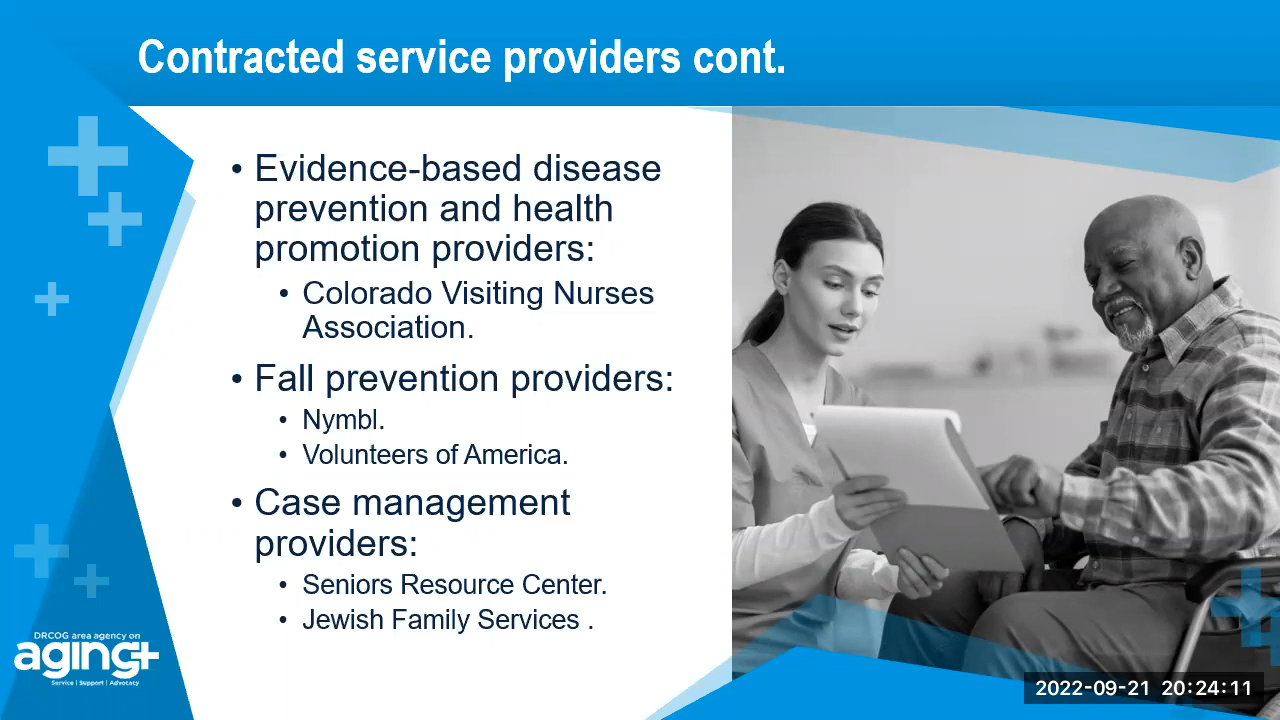 Contracted service providers cont.
• Evidence-based disease
prevention and health
promotion providers:
• Colorado Visiting Nurses
Association.
• Fall prevention providers:
• Nymbl.
• Volunteers of America.
• Case management
providers:
• Seniors Resource Center.
• Jewish Family Services .
DRCOG area agency on
aging+
Service | Support | Advocacy
2022-09-21 20:24:11